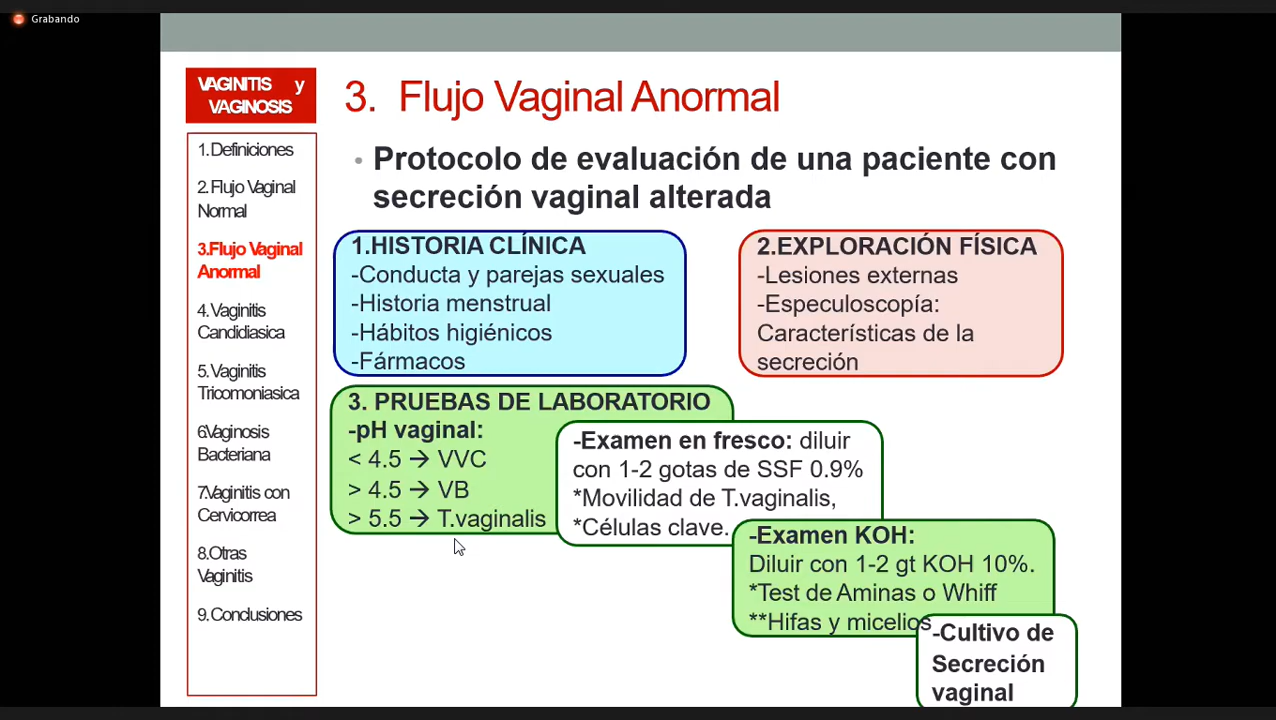 Grabando
VAGINITIS y
VAGINOSIS
1.Definiciones
2.Flujo Vaginal
Normal
3.Flujo Vaginal
Anormal
4.Vaginitis
Candidiasica
5.Vaginitis
Tricomoniasica
6.Vaginosis
Bacteriana
7.Vaginitis con
Cervicorrea
8.Otras
Vaginitis
9.Conclusiones
3. Flujo Vaginal Anormal
• Protocolo de evaluación de una paciente con
secreción vaginal alterada
1.HISTORIA CLÍNICA
-Conducta y parejas sexuales
-Historia menstrual
-Hábitos higiénicos
-Fármacos
2.EXPLORACIÓN FÍSICA
-Lesiones externas
-Especuloscopía:
Características de la
secreción
3. PRUEBAS DE LABORATORIO
-pH vaginal:
< 4.5 → VVC
> 4.5 → VB
> 5.5 → T.vaginalis
-Examen en fresco: diluir
con 1-2 gotas de SSF 0.9%
*Movilidad de T.vaginalis,
*Células clave.
-Examen KOH:
Diluir con 1-2 gt KOH 10%.
*Test de Aminas o Whiff
**Hifas y micelios
-Cultivo de
Secreción
vaginal